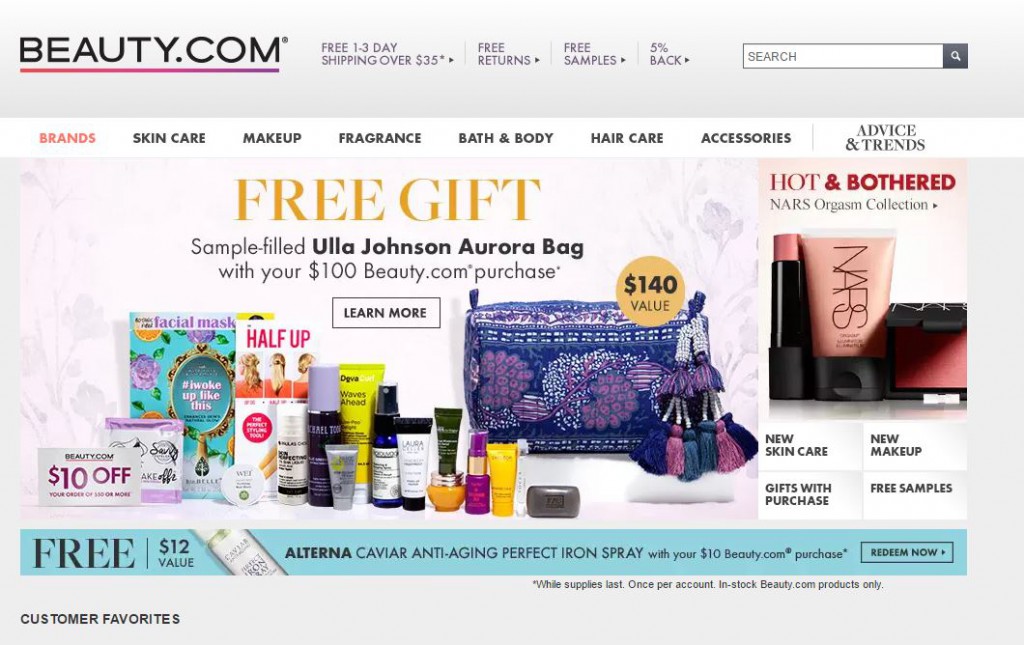 BEAUTY.COM®
FREE 1-3 DAY
SHIPPING OVER $35*
FREE
RETURNS
FREE
SAMPLES
5%
BACK
SEARCH
BRANDS
SKIN CARE
MAKEUP
FRAGRANCE
BATH & BODY
HAIR CARE
ACCESSORIES
ADVICE
& TRENDS
FREE GIFT
Sample-filled Ulla Johnson Aurora Bag
with your $100 Beauty.com® purchase*
LEARN MORE
$140
VALUE
facial mask
#iwoke
up like
this
HALF UP
THE
PERFECT
STYLING
TOOL!
DevaCurl
Waves
Ahead
BEAUTY.COM
$10 OFF
YOUR ORDER OF $50 OR MORE*
HOT & BOTHERED
NARS Orgasm Collection
NARS
NEW
SKIN CARE
NEW
MAKEUP
GIFTS WITH
PURCHASE
FREE SAMPLES
FREE
$12
VALUE
CAVIAR
PERFECT
IRON
SPRAY
ALTERNA CAVIAR ANTI-AGING PERFECT IRON SPRAY with your $10 Beauty.com® purchase*
REDEEM NOW
*While supplies last. Once per account. In-stock Beauty.com products only.
CUSTOMER FAVORITES